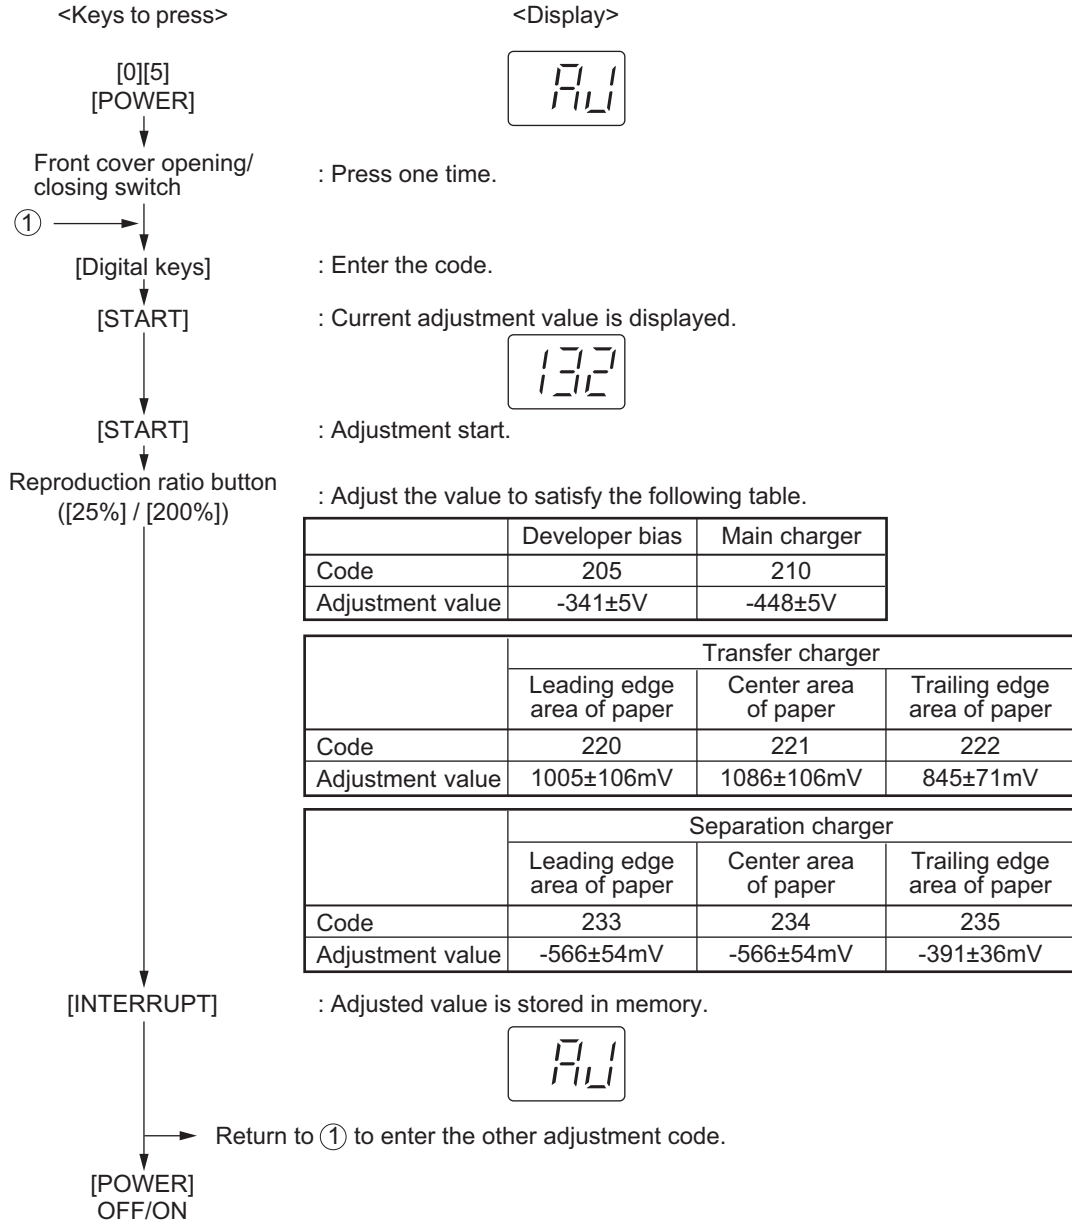 <Keys to press> <Display>
[0][5]
[POWER]
AJ
Front cover opening/
closing switch
: Press one time.
①
[Digital keys] : Enter the code.
[START] : Current adjustment value is displayed.
132
[START] : Adjustment start.
Reproduction ratio button
([25%] / [200%])
: Adjust the value to satisfy the following table.
Developer bias Main charger
Code 205 210
Adjustment value -341±5V -448±5V
Transfer charger
Leading edge area of paper Center area of paper Trailing edge area of paper
Code 220 221 222
Adjustment value 1005±106mV 1086±106mV 845±71mV
Separation charger
Leading edge area of paper Center area of paper Trailing edge area of paper
Code 233 234 235
Adjustment value -566±54mV -566±54mV -391±36mV
[INTERRUPT] : Adjusted value is stored in memory.
AJ
Return to ① to enter the other adjustment code.
[POWER]
OFF/ON